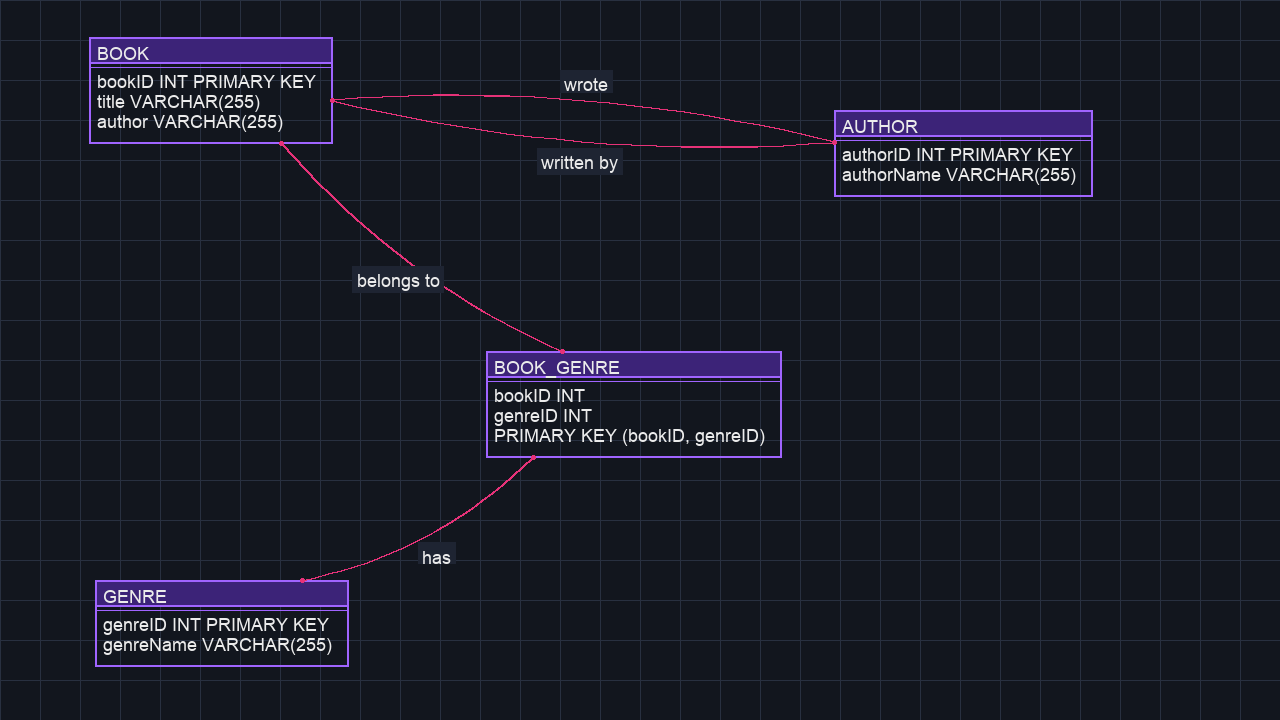 BOOK
bookID INT PRIMARY KEY
title VARCHAR(255)
author VARCHAR(255)
wrote
written by
AUTHOR
authorID INT PRIMARY KEY
authorName VARCHAR(255)
belongs to
BOOK_GENRE
bookID INT
genreID INT
PRIMARY KEY (bookID, genreID)
has
GENRE
genreID INT PRIMARY KEY
genreName VARCHAR(255)